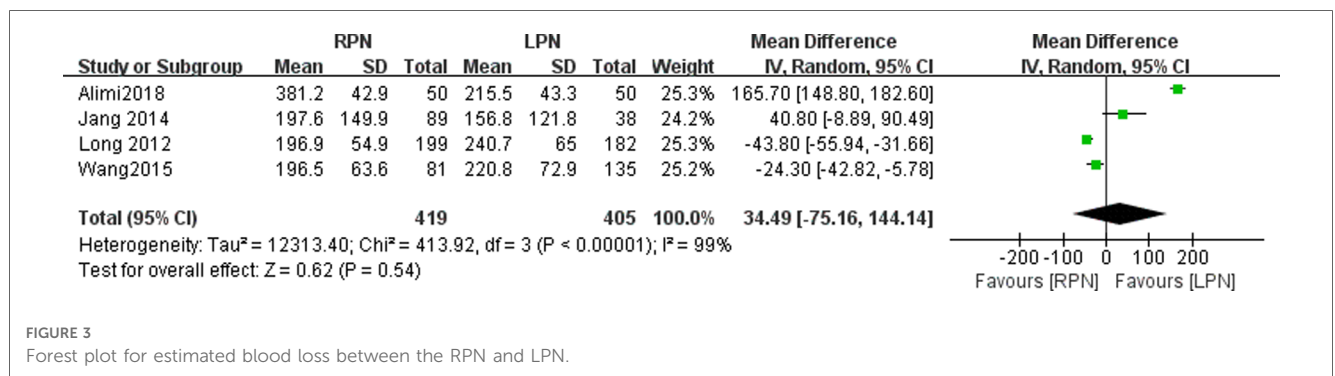 RPN LPN Mean Difference Mean Difference
Study or Subgroup Mean SD Total Mean SD Total Weight IV, Random, 95% CI IV, Random, 95% CI
Alimi2018 381.2 42.9 50 215.5 43.3 50 25.3% 165.70 [148.80, 182.60]
Jang 2014 197.6 149.9 89 156.8 121.8 38 24.2% 40.80 [-8.89, 90.49]
Long 2012 196.9 54.9 199 240.7 65 182 25.3% -43.80 [-55.94, -31.66]
Wang2015 196.5 63.6 81 220.8 72.9 135 25.2% -24.30 [-42.82, -5.78]
Total (95% CI) 419 405 100.0% 34.49 [-75.16, 144.14]
Heterogeneity: Tau² = 12313.40; Chi² = 413.92, df = 3 (P < 0.00001); I² = 99%
Test for overall effect: Z = 0.62 (P = 0.54)
-200 -100 0 100 200
Favours [RPN] Favours [LPN]
FIGURE 3
Forest plot for estimated blood loss between the RPN and LPN.